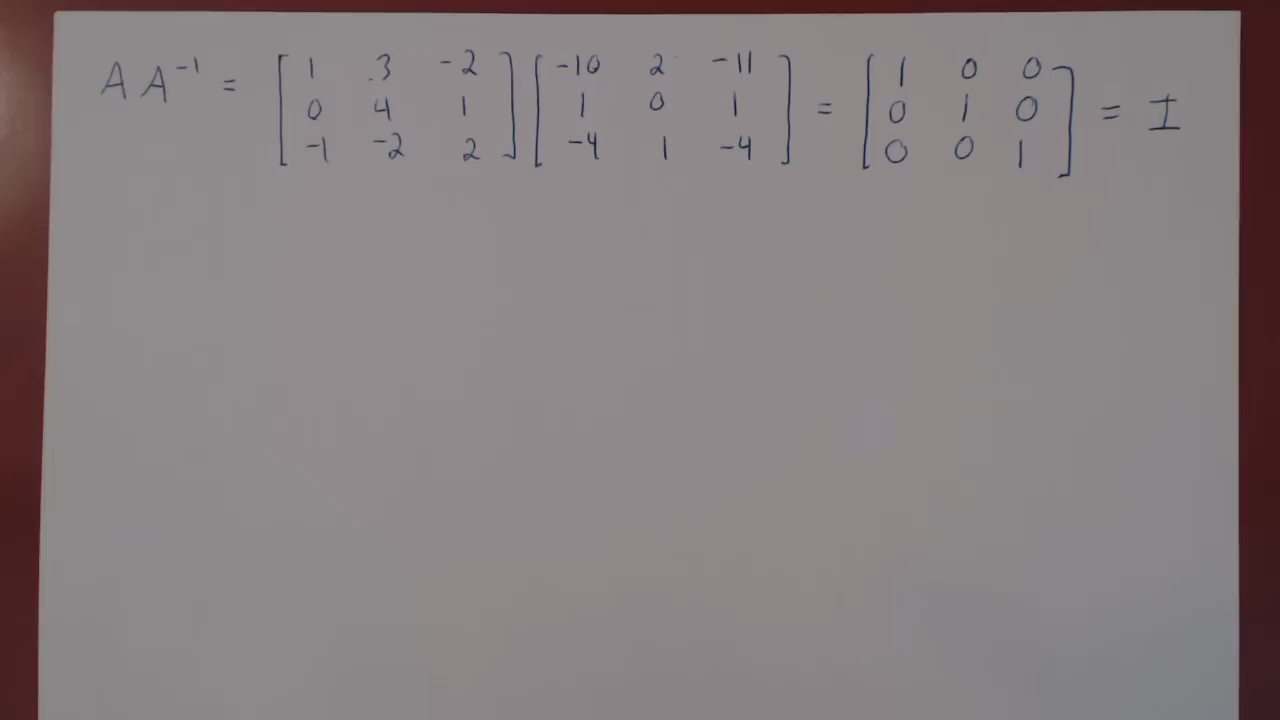 A A⁻¹ = [ 1 3 -2 ] [ -10 2 -11 ] = [ 1 0 0 ] = I
[ 0 4 1 ] [ 1 0 1 ] [ 0 1 0 ]
[ -1 -2 2 ] [ -4 1 -4 ] [ 0 0 1 ]